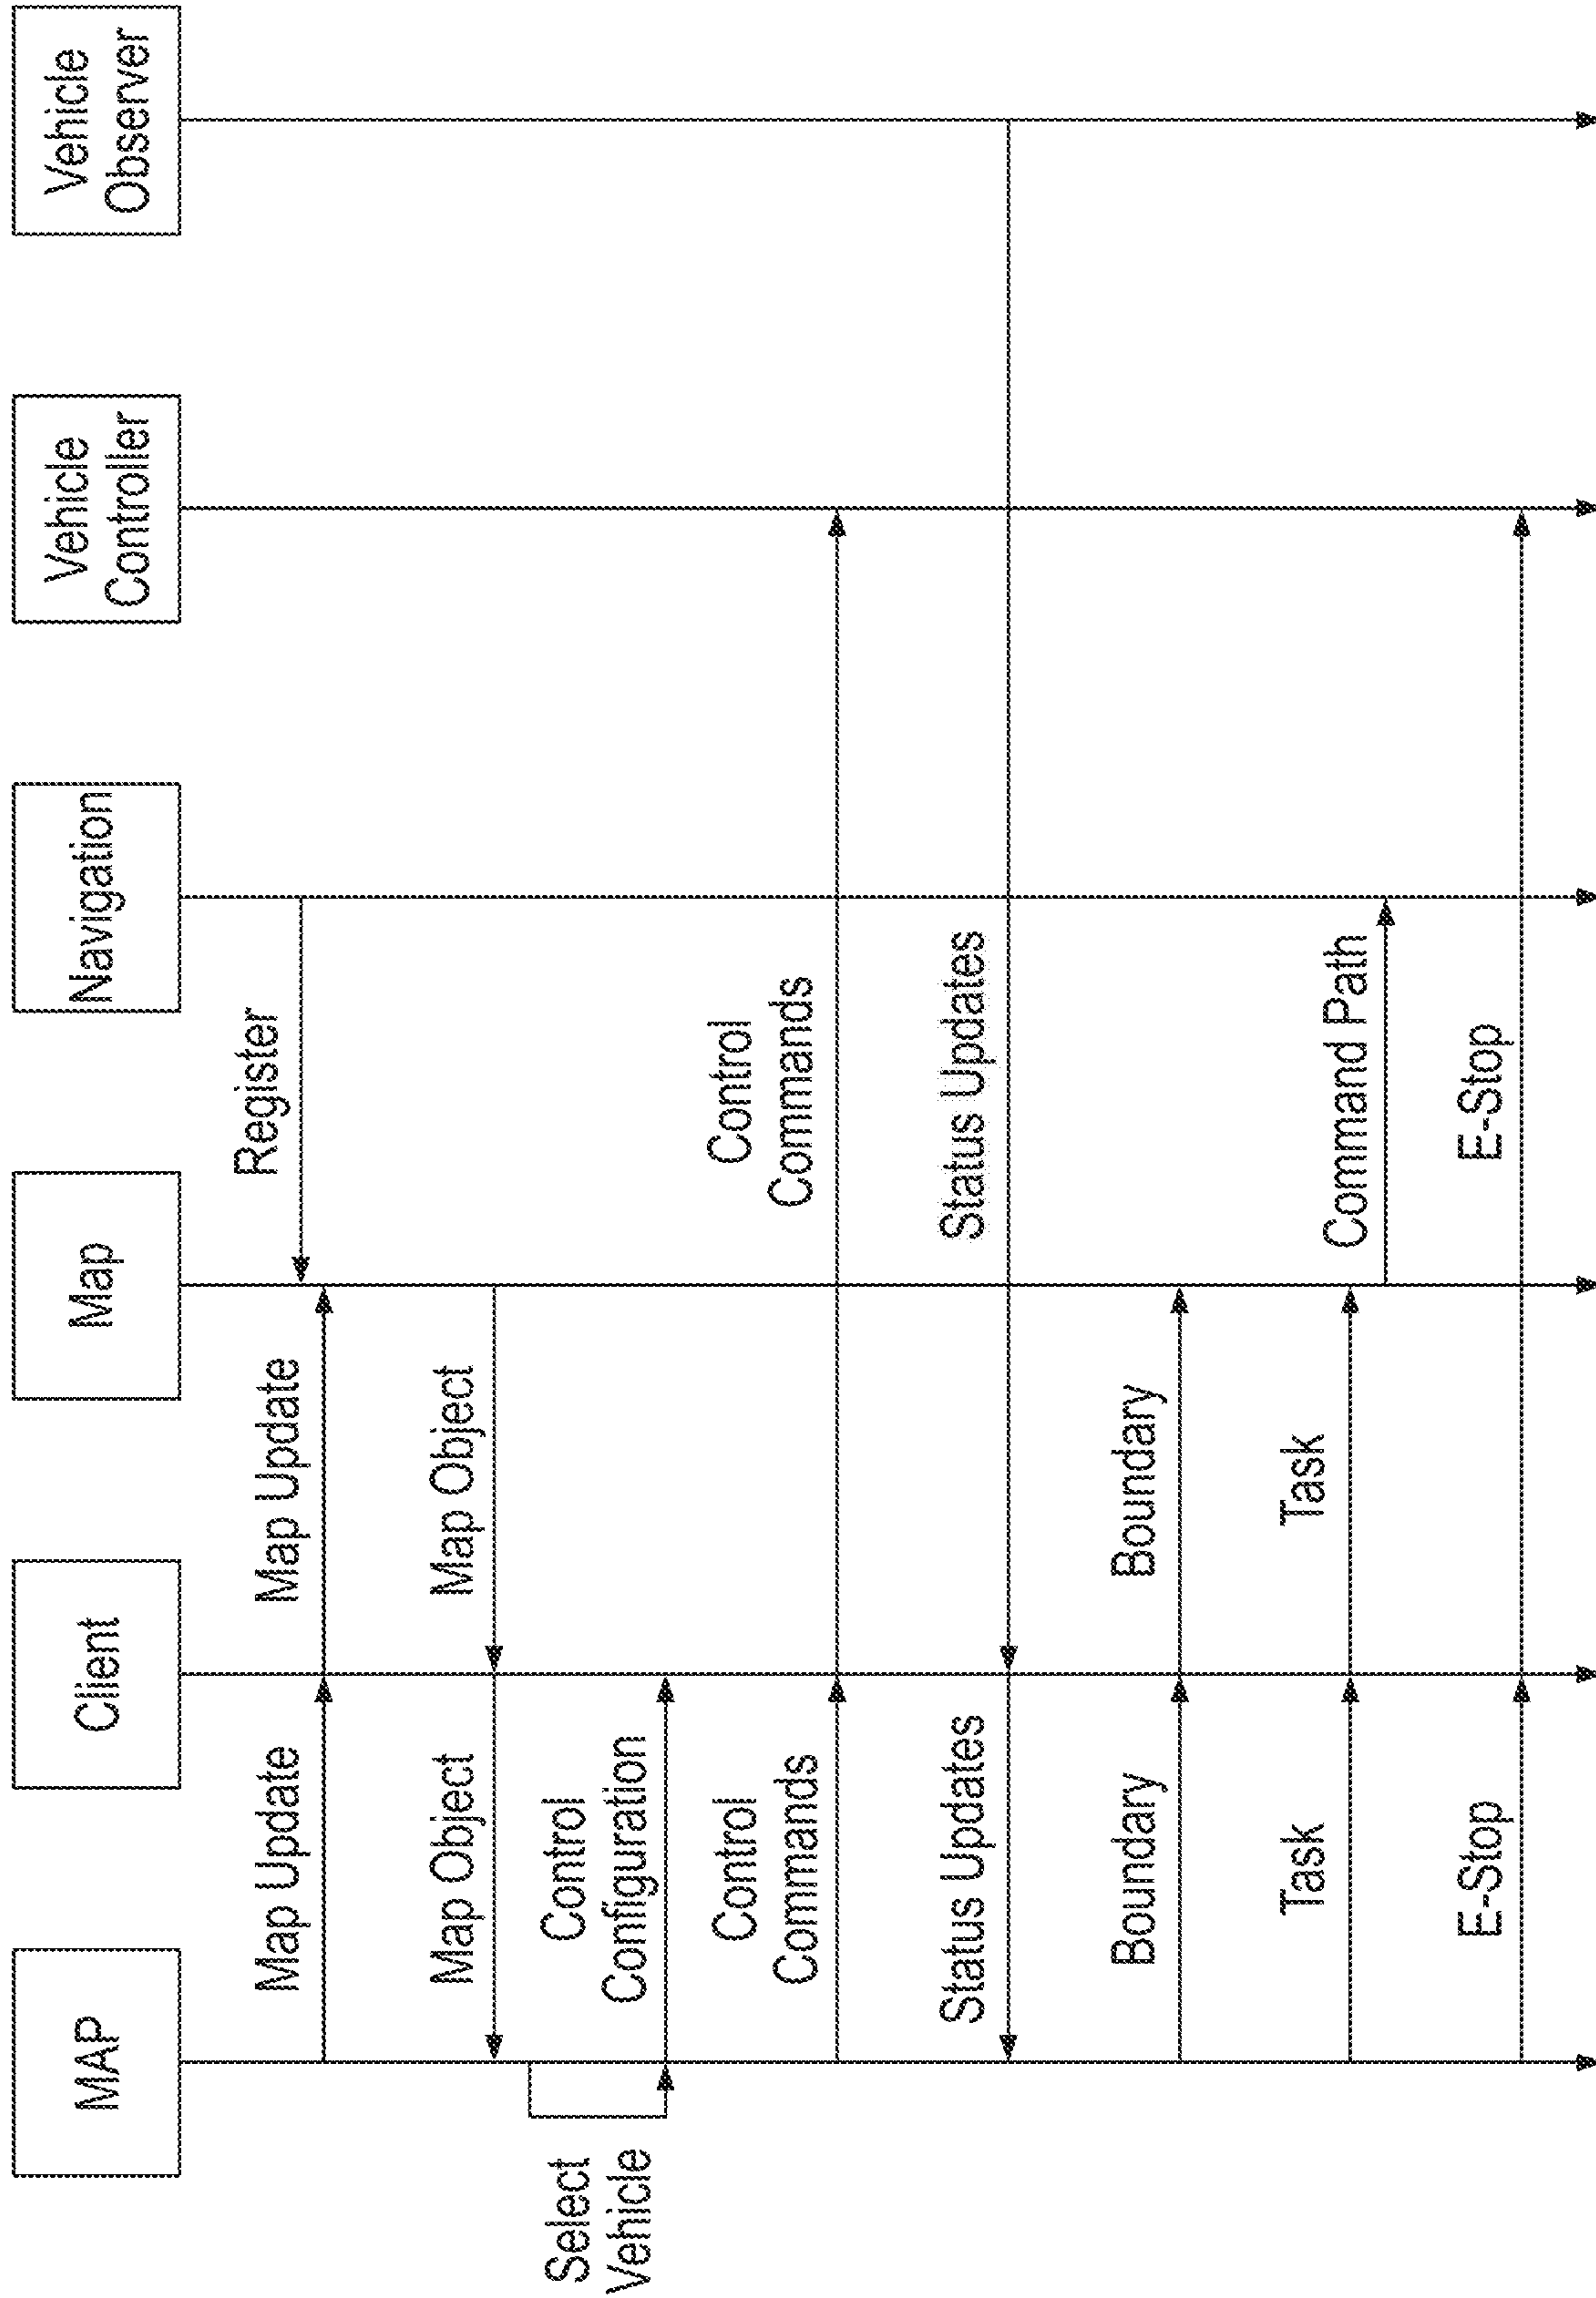 MAP
Client
Map
Navigation
Vehicle
Controller
Vehicle
Observer
Register
Map Update
Map Update
Map Object
Map Object
Select
Vehicle
Control
Configuration
Control
Commands
Control
Commands
Status Updates
Status Updates
Boundary
Boundary
Task
Task
Command Path
E-Stop
E-Stop